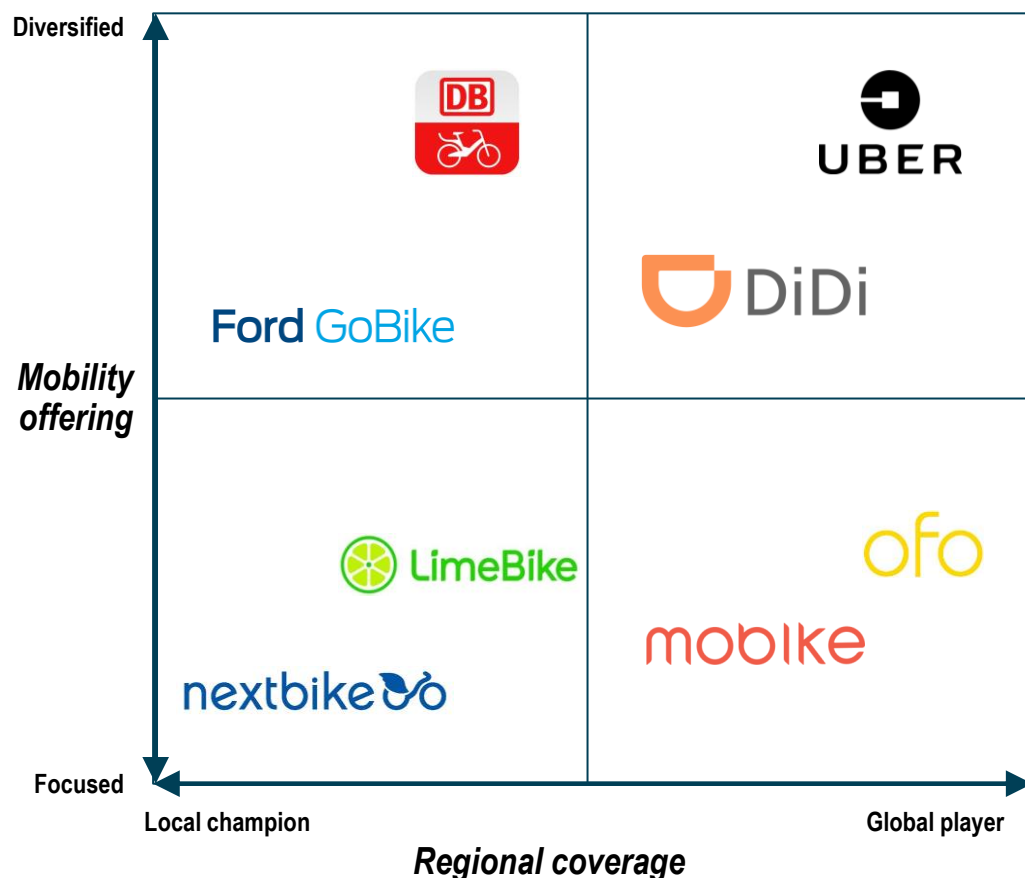 Diversified
DB
UBER
DiDi
Ford GoBike
Mobility
offering
ofo
LimeBike
mobike
nextbike
Focused
Local champion
Global player
Regional coverage